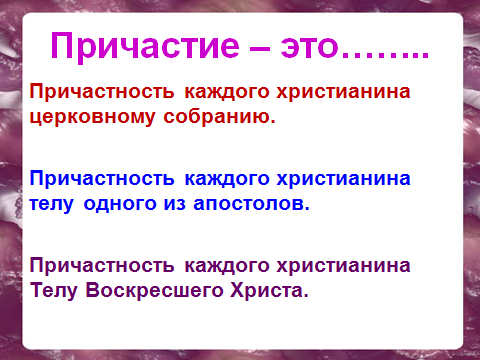 Причастие – это……..
Причастность каждого христианина
церковному собранию.
Причастность каждого христианина
телу одного из апостолов.
Причастность каждого христианина
Телу Воскресшего Христа.